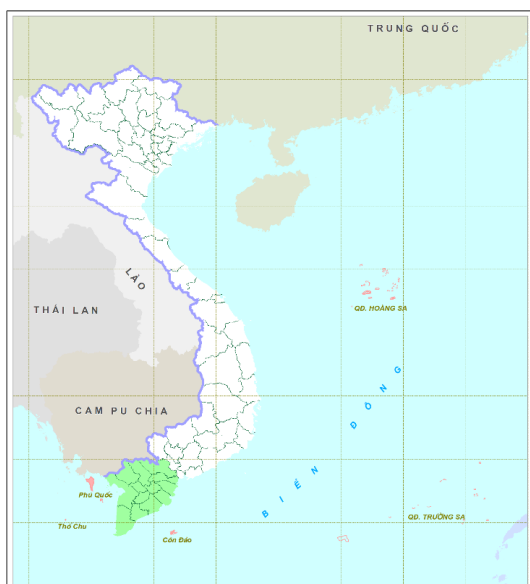 TRUNG QUỐC
LÀO
THÁI LAN
QĐ. HOÀNG SA
CAM PU CHIA
BIỂN ĐÔNG
Phú Quốc
QĐ. TRƯỜNG SA
Thổ Chu
Côn Đảo